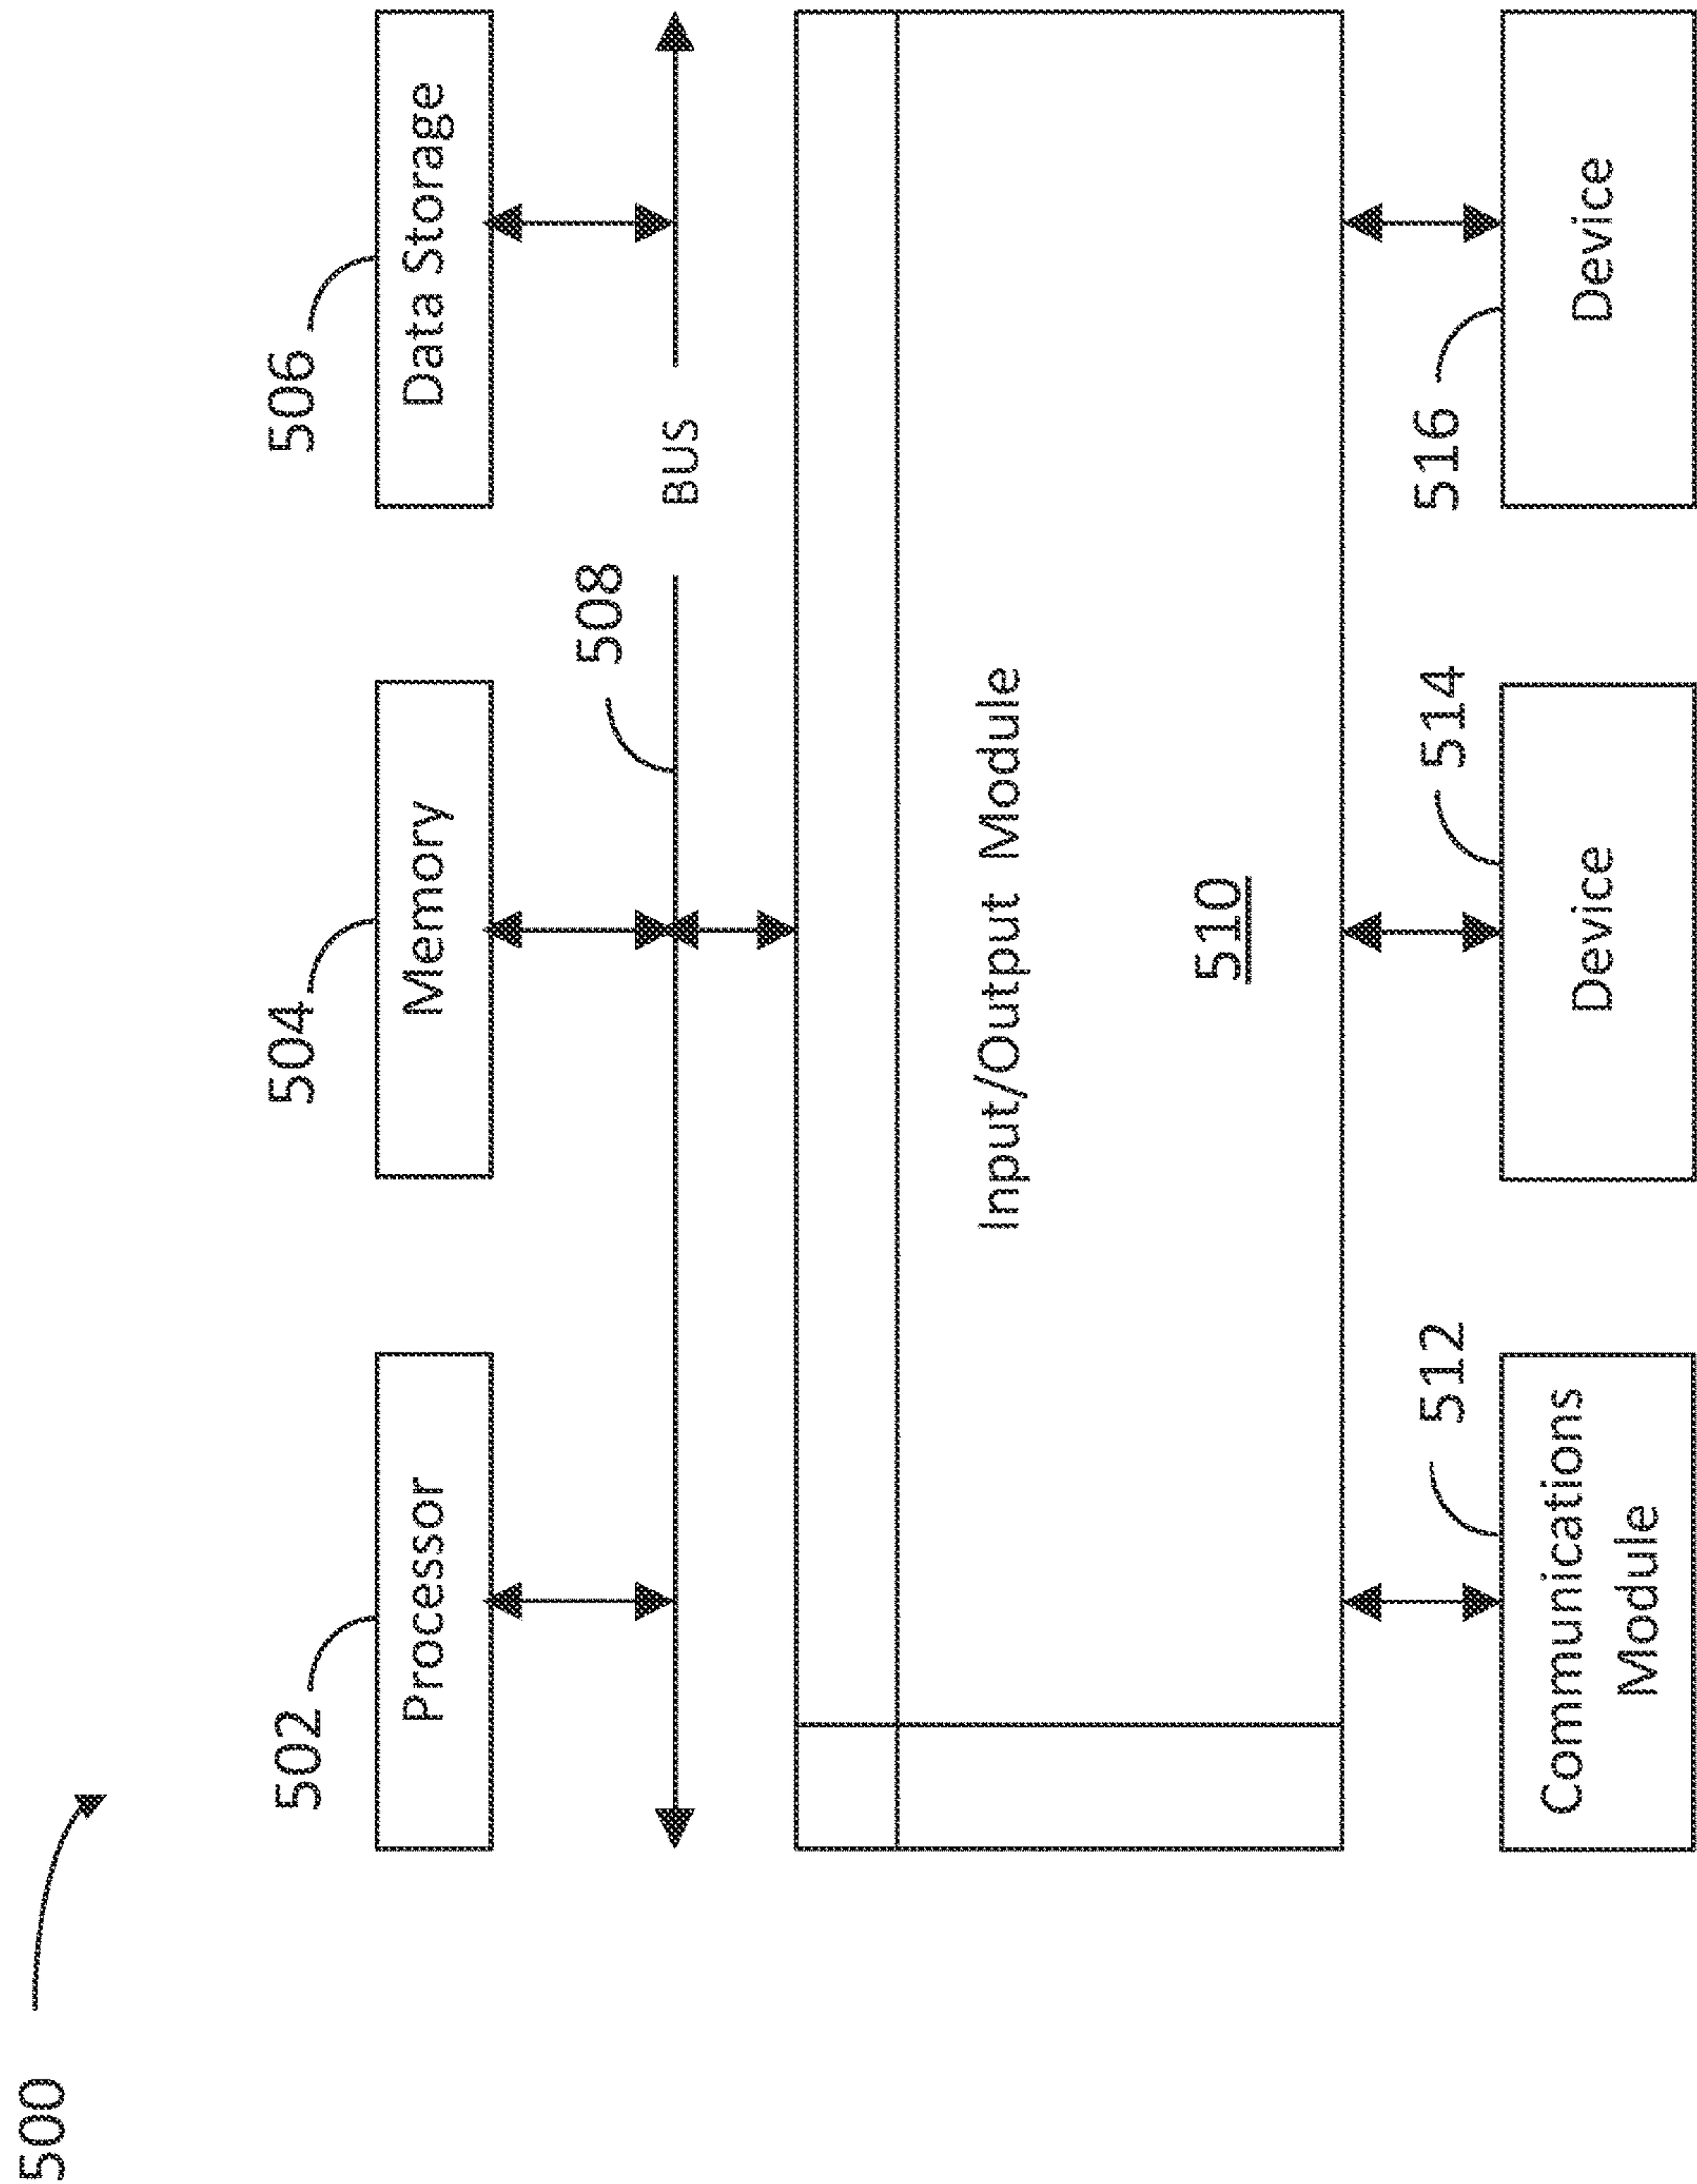 500
502
504
506
Processor
Memory
Data Storage
508
BUS
Input/Output Module
510
512
514
516
Communications
Module
Device
Device